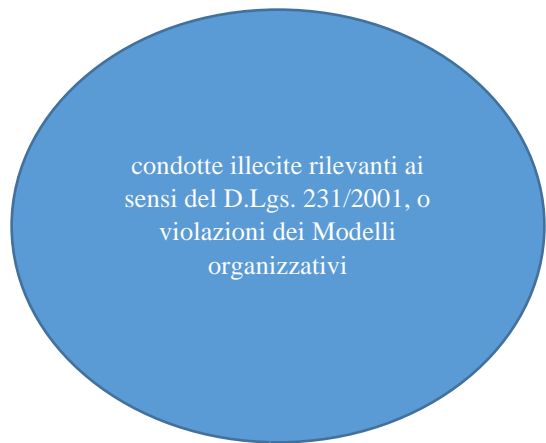 condotte illecite rilevanti ai
sensi del D.Lgs. 231/2001, o
violazioni dei Modelli
organizzativi